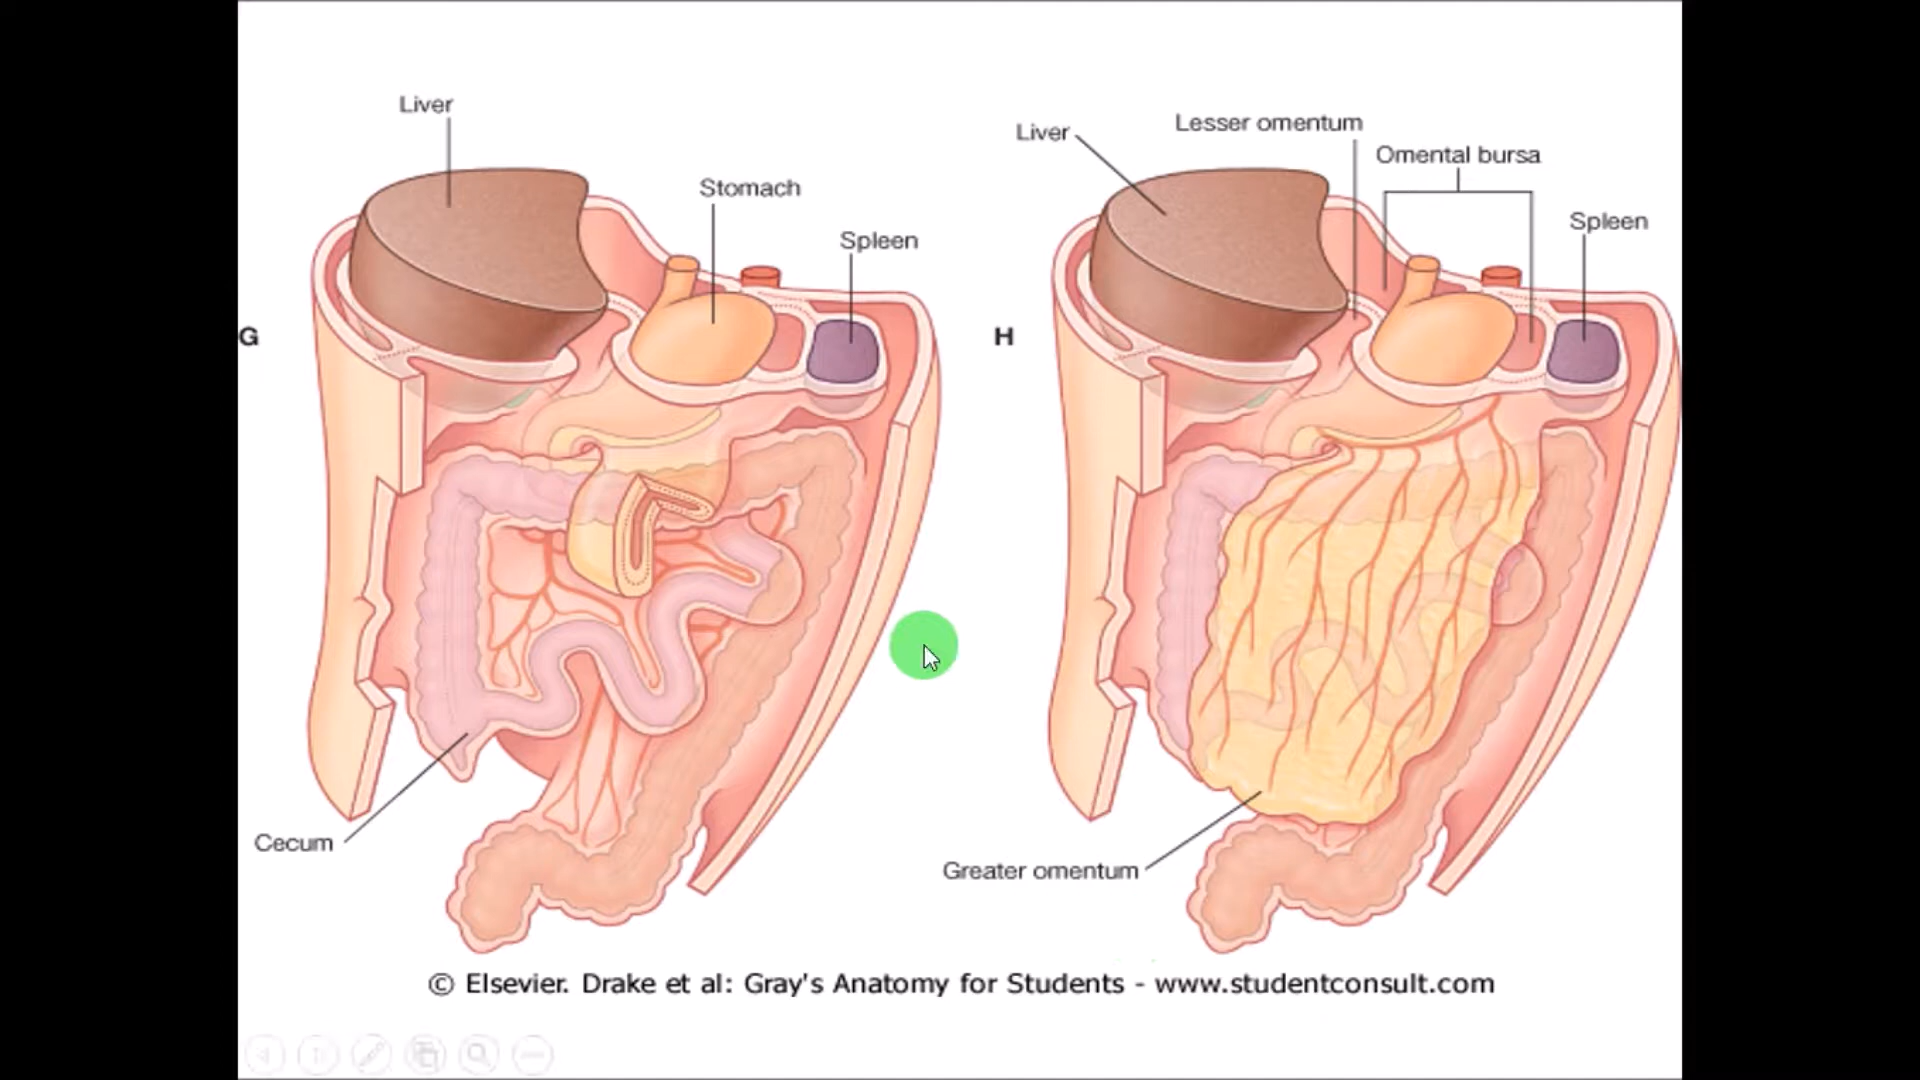 Liver
Stomach
Spleen
G
Cecum
Liver
Lesser omentum
Omental bursa
Spleen
H
Greater omentum
© Elsevier. Drake et al: Gray's Anatomy for Students - www.studentconsult.com